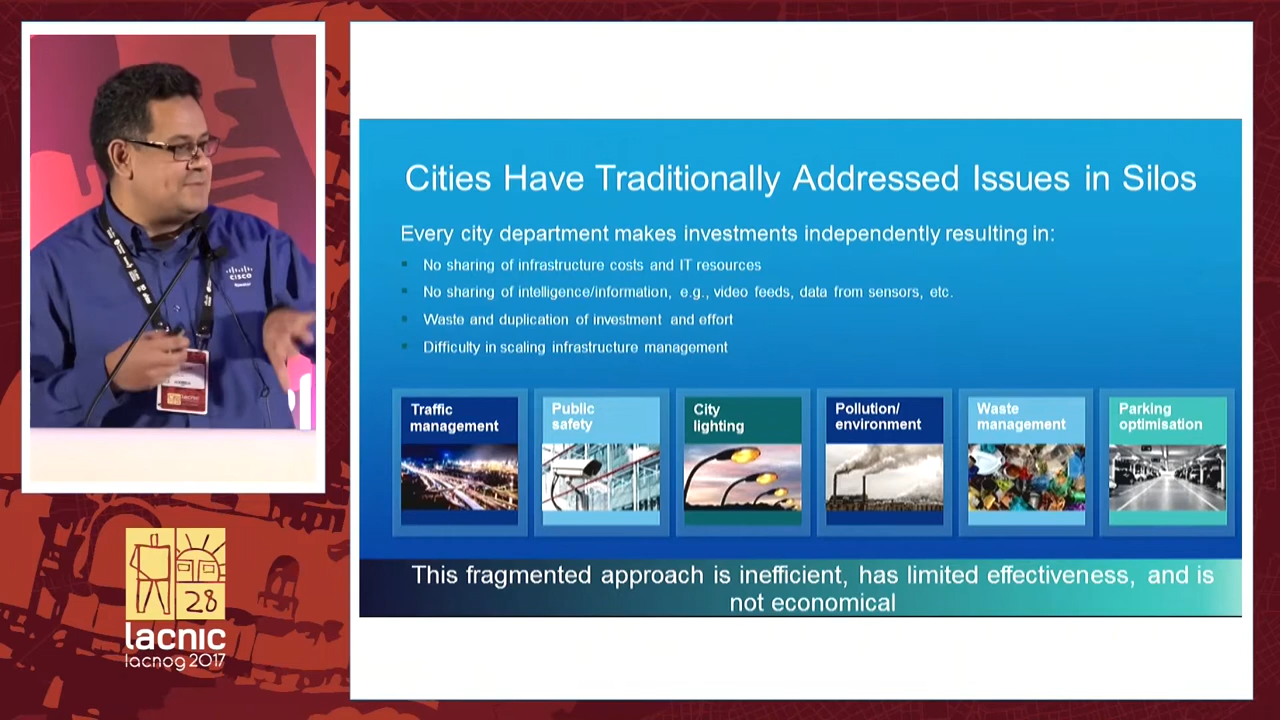 cisco
lacnic
Cities Have Traditionally Addressed Issues in Silos
Every city department makes investments independently resulting in:
No sharing of infrastructure costs and IT resources
No sharing of intelligence/information, e.g., video feeds, data from sensors, etc.
Waste and duplication of investment and effort
Difficulty in scaling infrastructure management
Traffic
management
Public
safety
City
lighting
Pollution/
environment
Waste
management
Parking
optimisation
This fragmented approach is inefficient, has limited effectiveness, and is
not economical
28
lacnic
lacnog 2017